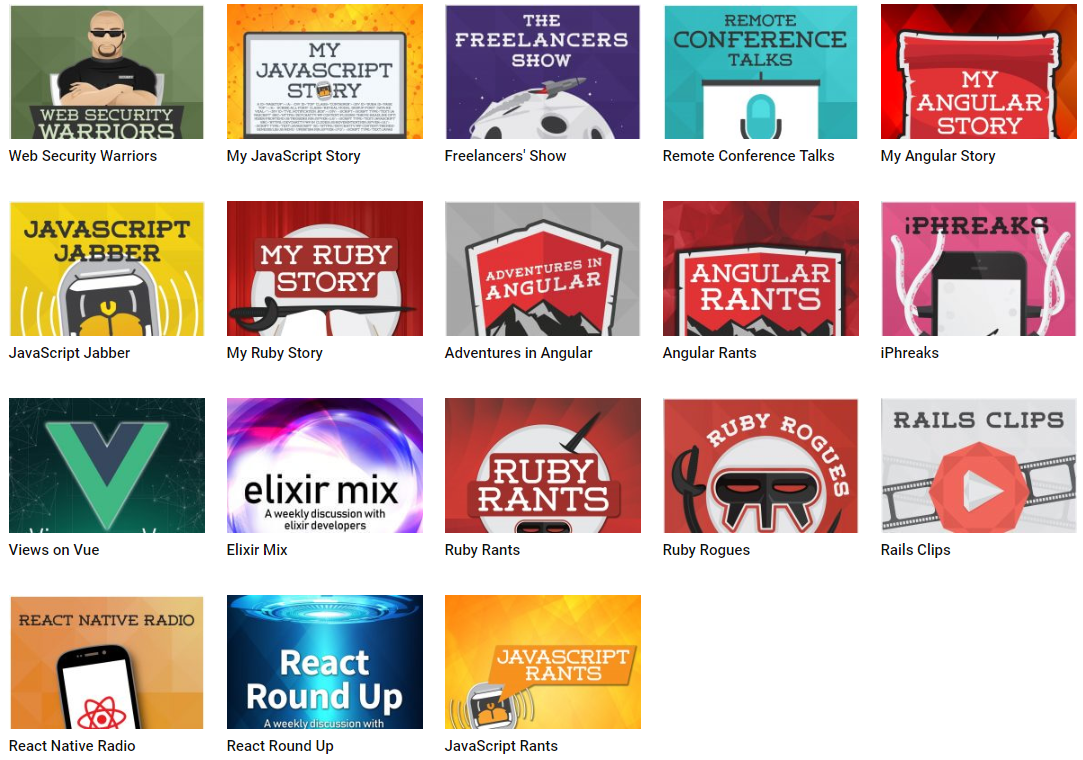 WEB SECURITY
WARRIORS
Web Security Warriors
MY
JAVASCRIPT
STORY
My JavaScript Story
THE
FREELANCERS
SHOW
Freelancers' Show
REMOTE
CONFERENCE
TALKS
Remote Conference Talks
MY
ANGULAR
STORY
My Angular Story
JAVASCRIPT
JABBER
JavaScript Jabber
MY RUBY
STORY
My Ruby Story
ADVENTURES IN
ANGULAR
Adventures in Angular
ANGULAR
RANTS
Angular Rants
iPHREAKS
iPhreaks
Views on Vue
elixir mix
A weekly discussion with
elixir developers
Elixir Mix
RUBY
RANTS
Ruby Rants
RUBY ROGUES
Ruby Rogues
RAILS CLIPS
Rails Clips
REACT NATIVE RADIO
React Native Radio
React
Round Up
A weekly discussion with
React Round Up
JAVASCRIPT
RANTS
JavaScript Rants